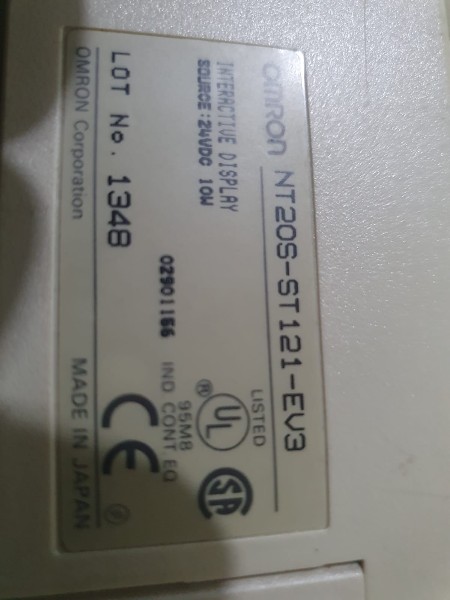 OMRON NT20S-ST121-EV3
INTERACTIVE DISPLAY
SOURCE:24VDC 10W
LISTED
UL
®
95M8
IND. CONT. EQ
02901166
LOT No. 1348
OMRON Corporation
MADE IN JAPAN